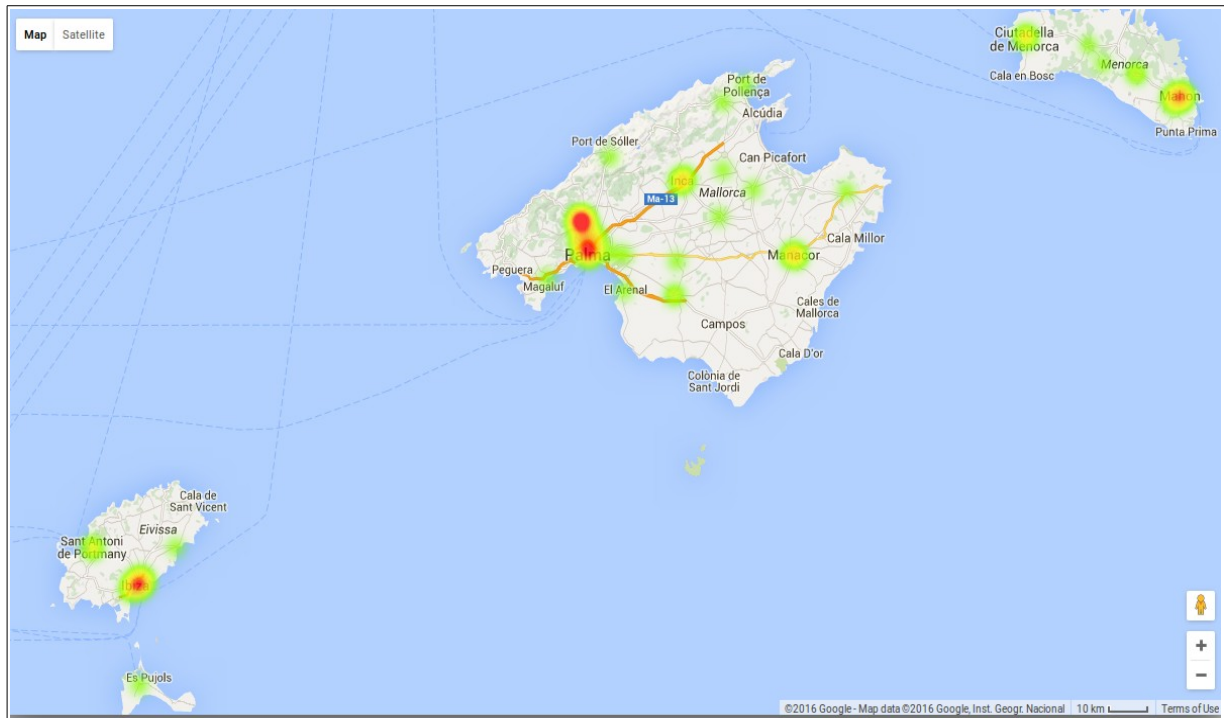 Map Satellite
Ciutadella
de Menorca
Menorca
Cala en Bosc
Mahon
Punta Prima
Port de
Pollença
Alcúdia
Port de Sóller
Can Picafort
Inca
Mallorca
Ma-13
Palma
Manacor
Cala Millor
Peguera
Magaluf
El Arenal
Cales de
Mallorca
Campos
Cala D'or
Colònia de
Sant Jordi
Cala de
Sant Vicent
Eivissa
Sant Antoni
de Portmany
Ibiza
Es Pujols
+
−
©2016 Google - Map data ©2016 Google, Inst. Geogr. Nacional 10 km Terms of Use